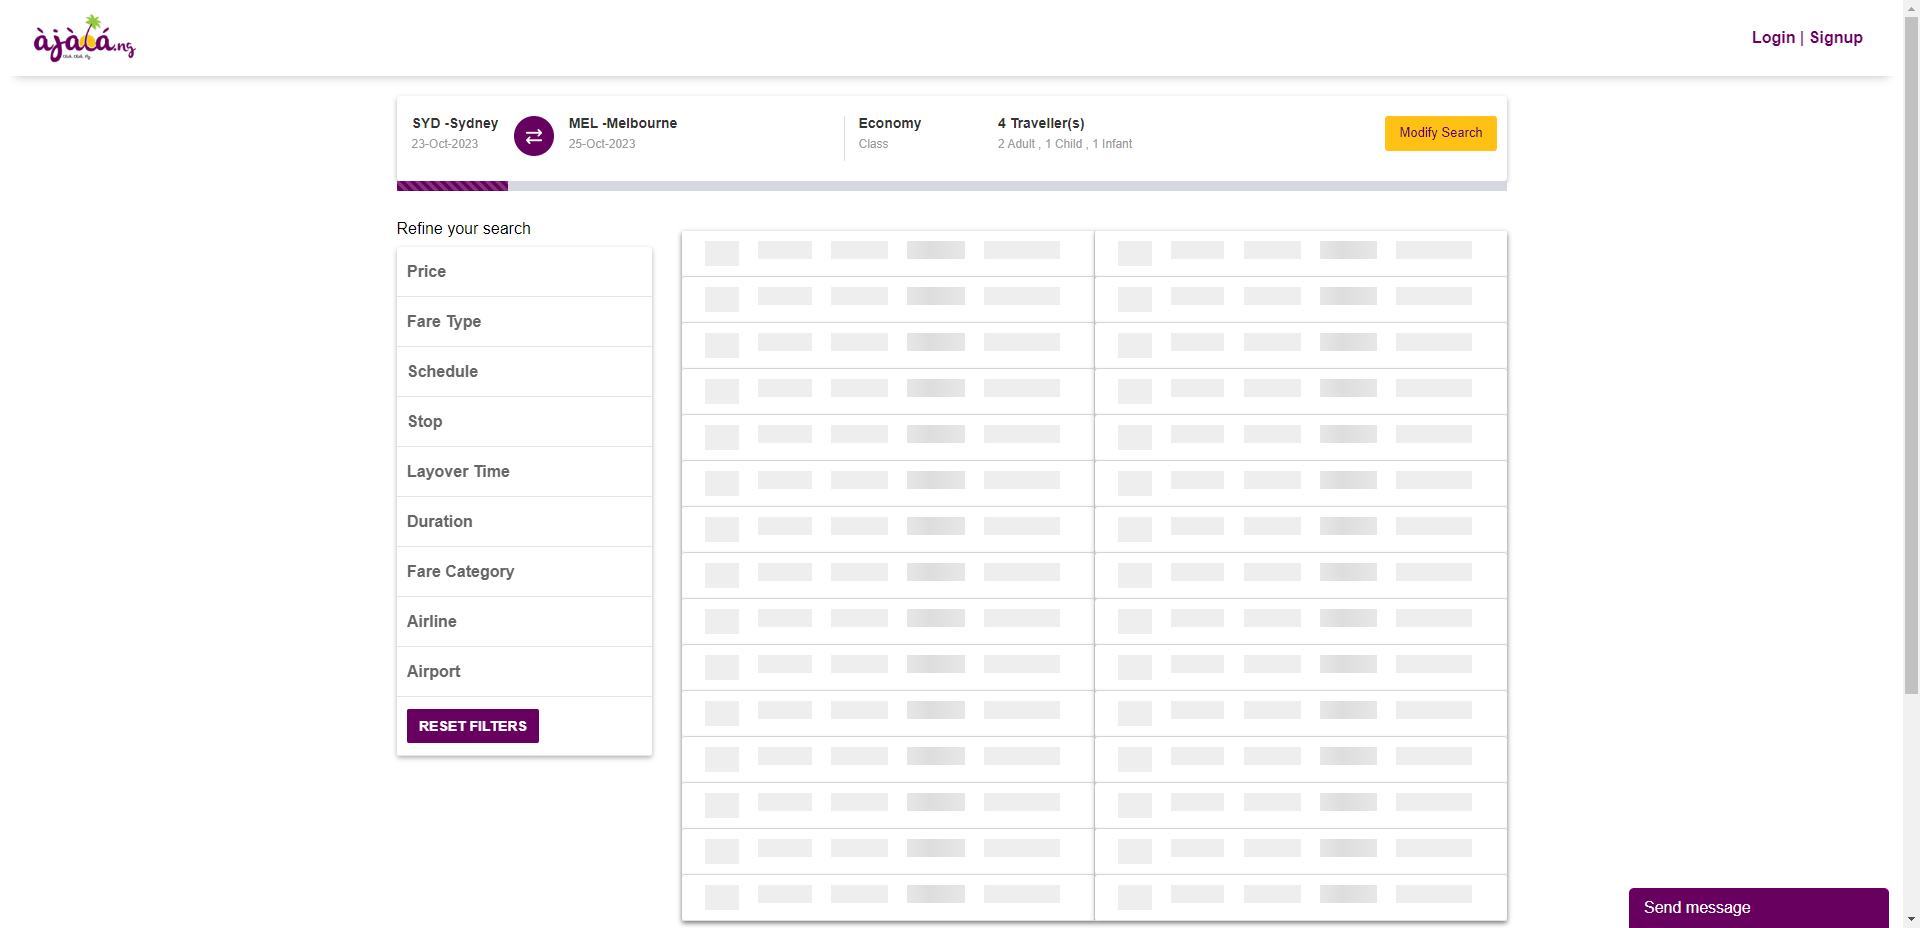 àjàlá.ng
Login | Signup
SYD -Sydney
23-Oct-2023
MEL -Melbourne
25-Oct-2023
Economy
Class
4 Traveller(s)
2 Adult , 1 Child , 1 Infant
Modify Search
Refine your search
Price
Fare Type
Schedule
Stop
Layover Time
Duration
Fare Category
Airline
Airport
RESET FILTERS
Send message